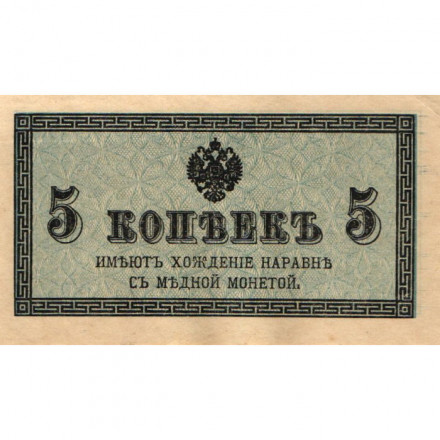 5 КОПѢЕКЪ 5
ИМѢЮТЪ ХОЖДЕНІЕ НАРАВНѢ
СЪ МѢДНОЙ МОНЕТОЙ.